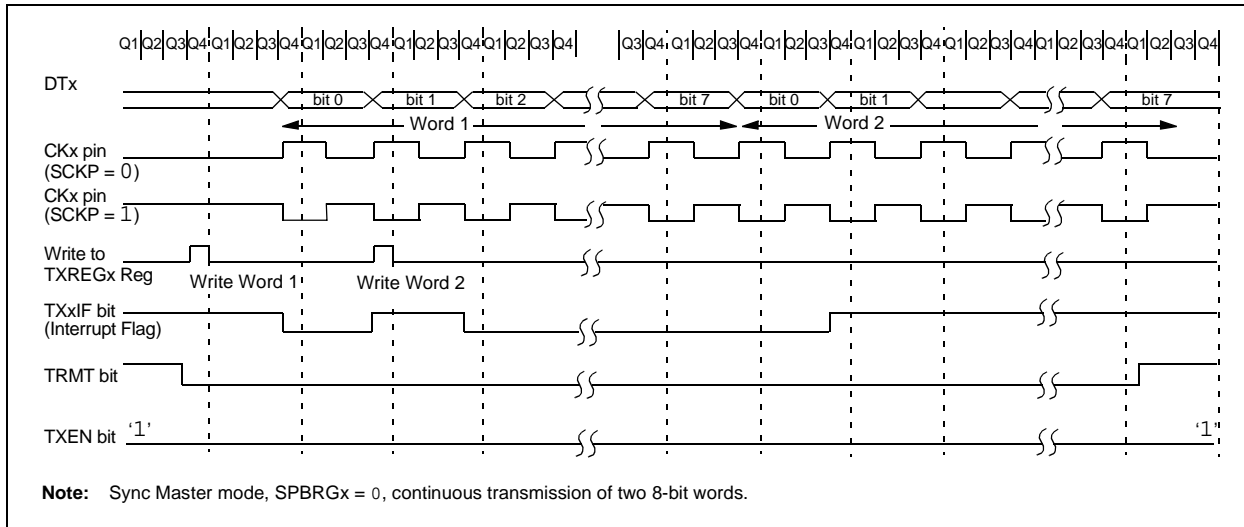 Q1 Q2 Q3 Q4 Q1 Q2 Q3 Q4 Q1 Q2 Q3 Q4 Q1 Q2 Q3 Q4 Q1 Q2 Q3 Q4 Q3 Q4 Q1 Q2 Q3 Q4 Q1 Q2 Q3 Q4 Q1 Q2 Q3 Q4 Q1 Q2 Q3 Q4 Q1 Q2 Q3 Q4 Q1 Q2 Q3 Q4
DTx
bit 0 bit 1 bit 2 bit 7 bit 0 bit 1 bit 7
Word 1 Word 2
CKx pin
(SCKP = 0)
CKx pin
(SCKP = 1)
Write to
TXREGx Reg
Write Word 1 Write Word 2
TXxIF bit
(Interrupt Flag)
TRMT bit
TXEN bit '1' '1'
Note: Sync Master mode, SPBRGx = 0, continuous transmission of two 8-bit words.